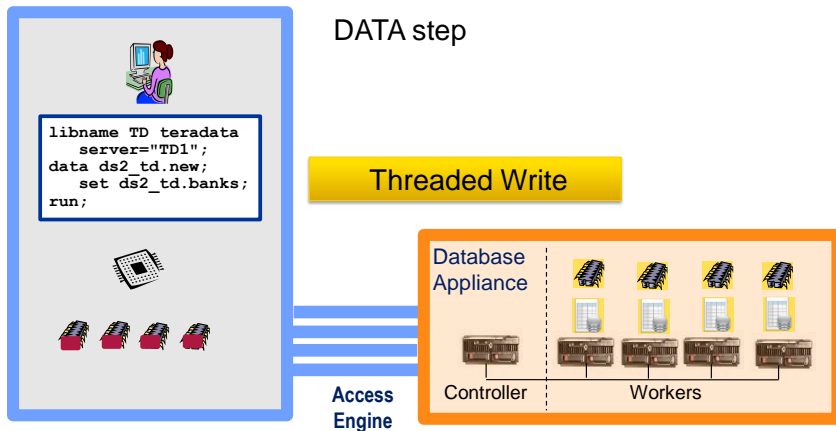 DATA step
libname TD teradata
server="TD1";
data ds2_td.new;
set ds2_td.banks;
run;
Threaded Write
Database
Appliance
Controller
Workers
Access
Engine